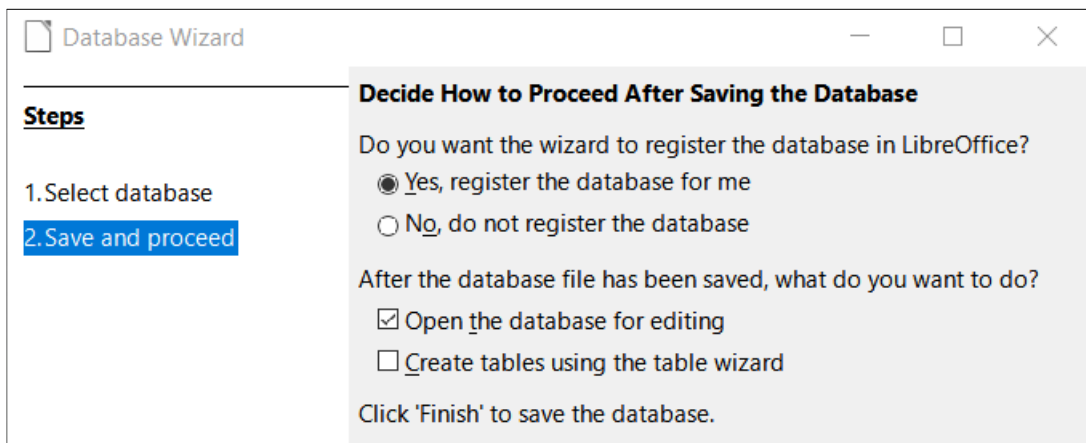 Database Wizard
Steps
1.Select database
2.Save and proceed
Decide How to Proceed After Saving the Database
Do you want the wizard to register the database in LibreOffice?
Yes, register the database for me
No, do not register the database
After the database file has been saved, what do you want to do?
Open the database for editing
Create tables using the table wizard
Click 'Finish' to save the database.